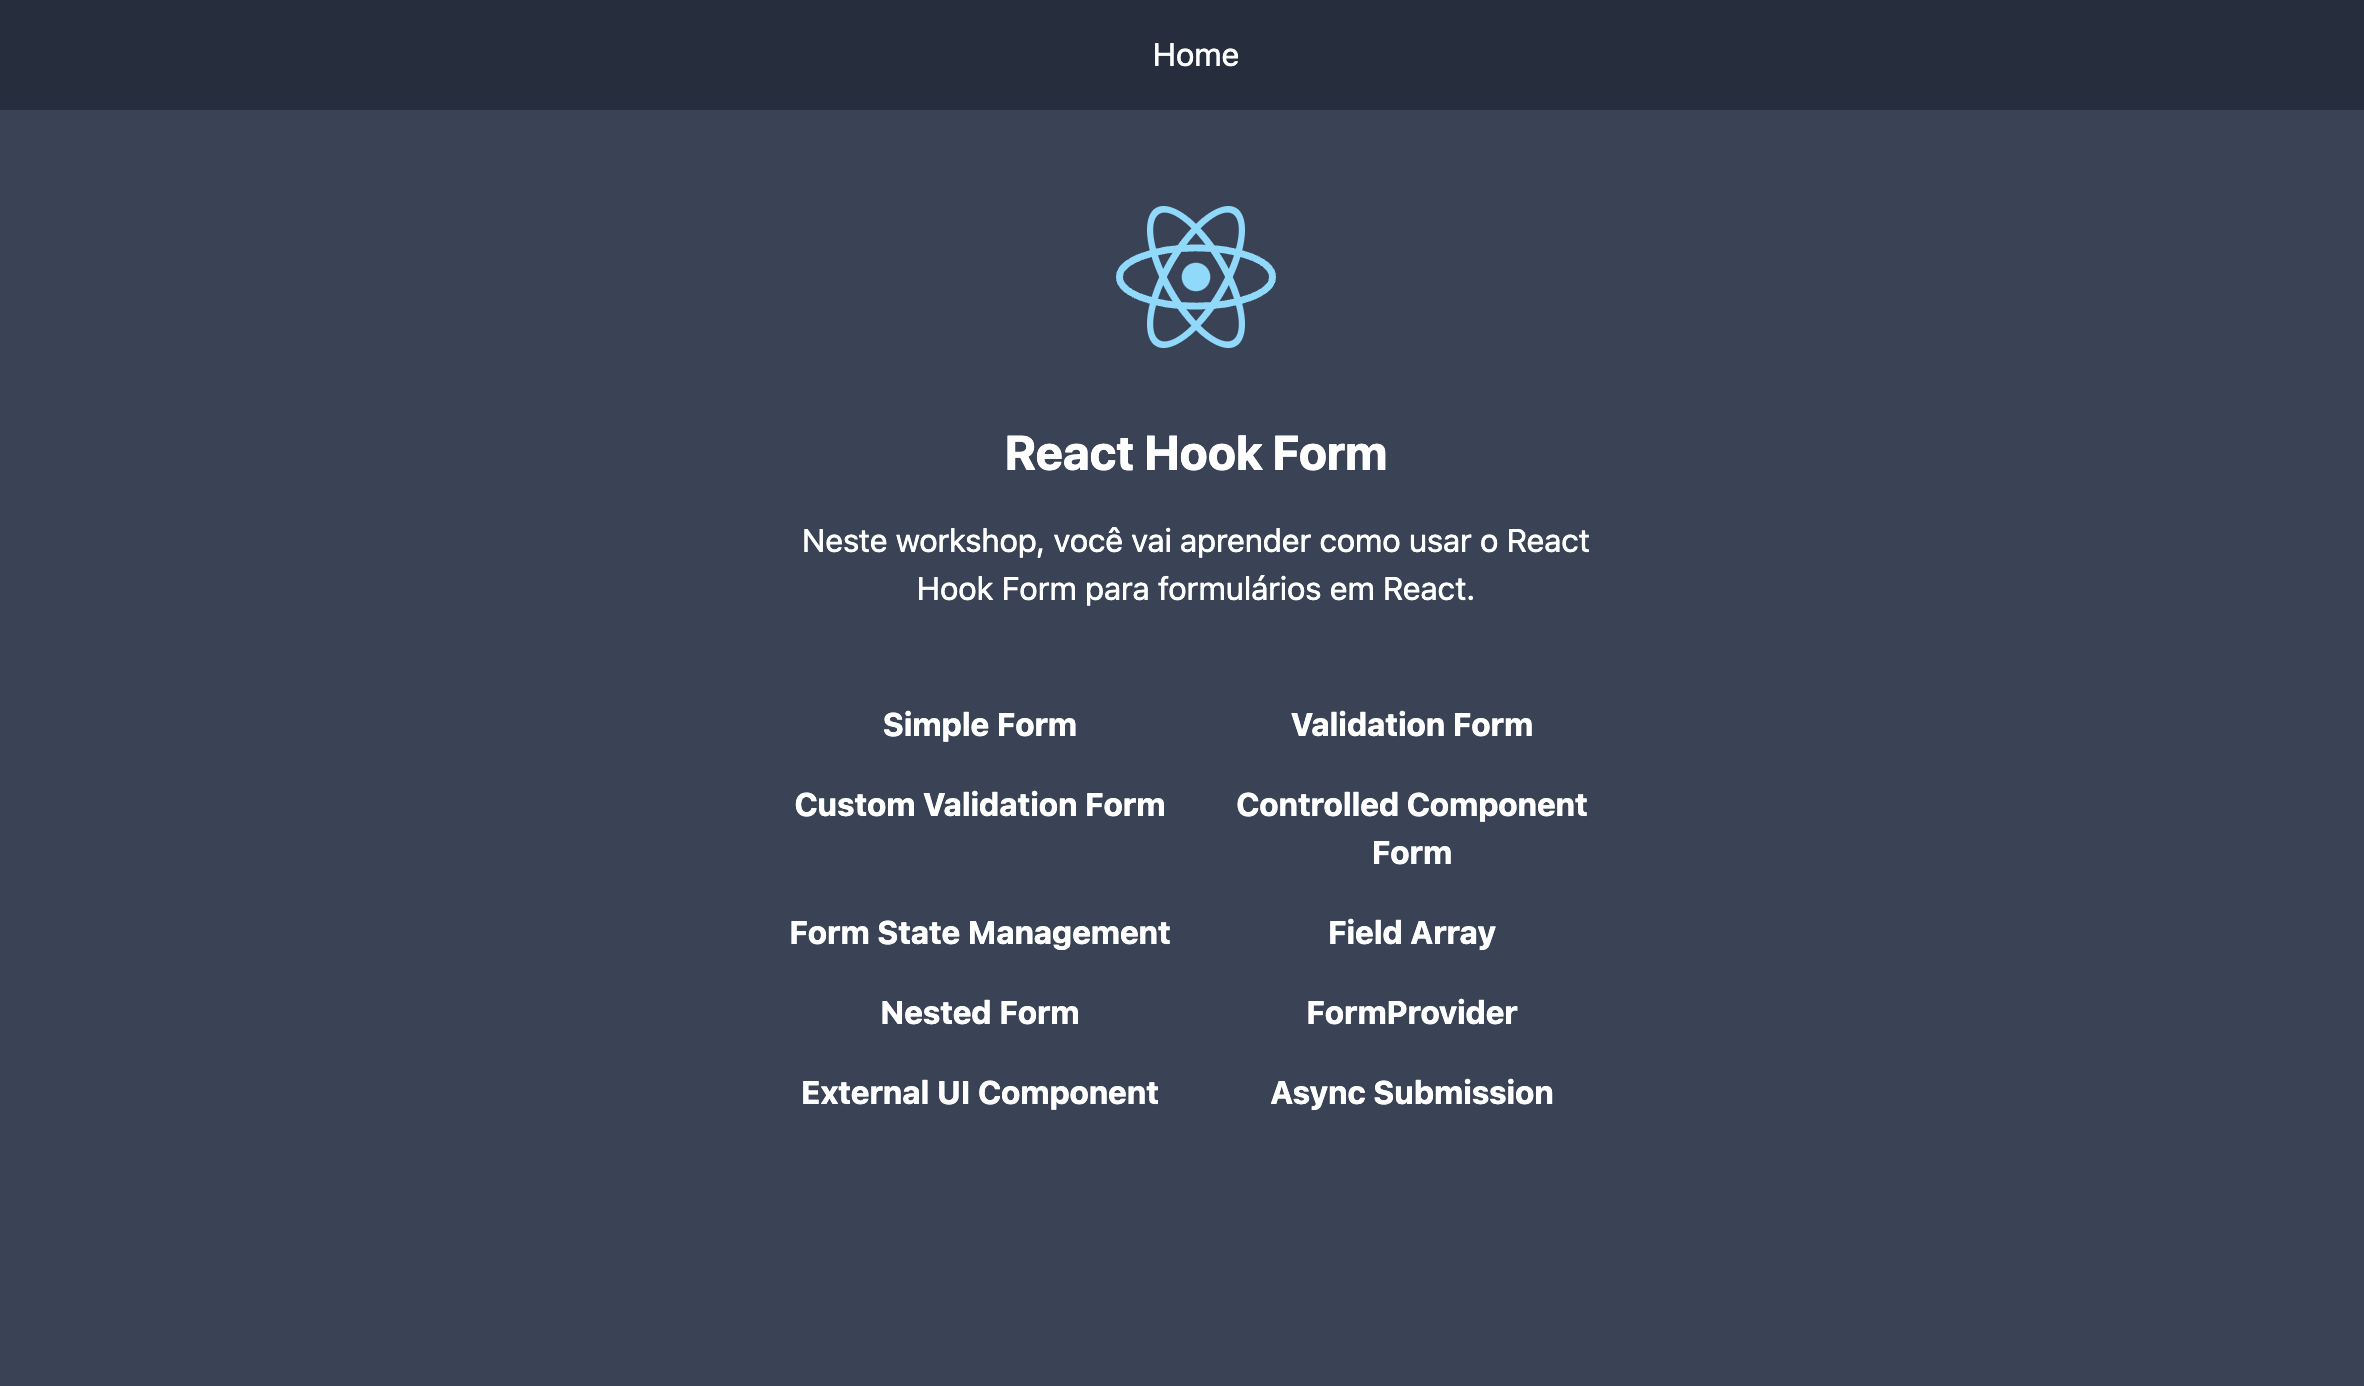 Home
React Hook Form
Neste workshop, você vai aprender como usar o React
Hook Form para formulários em React.
Simple Form
Validation Form
Custom Validation Form
Controlled Component
Form
Form State Management
Field Array
Nested Form
FormProvider
External UI Component
Async Submission